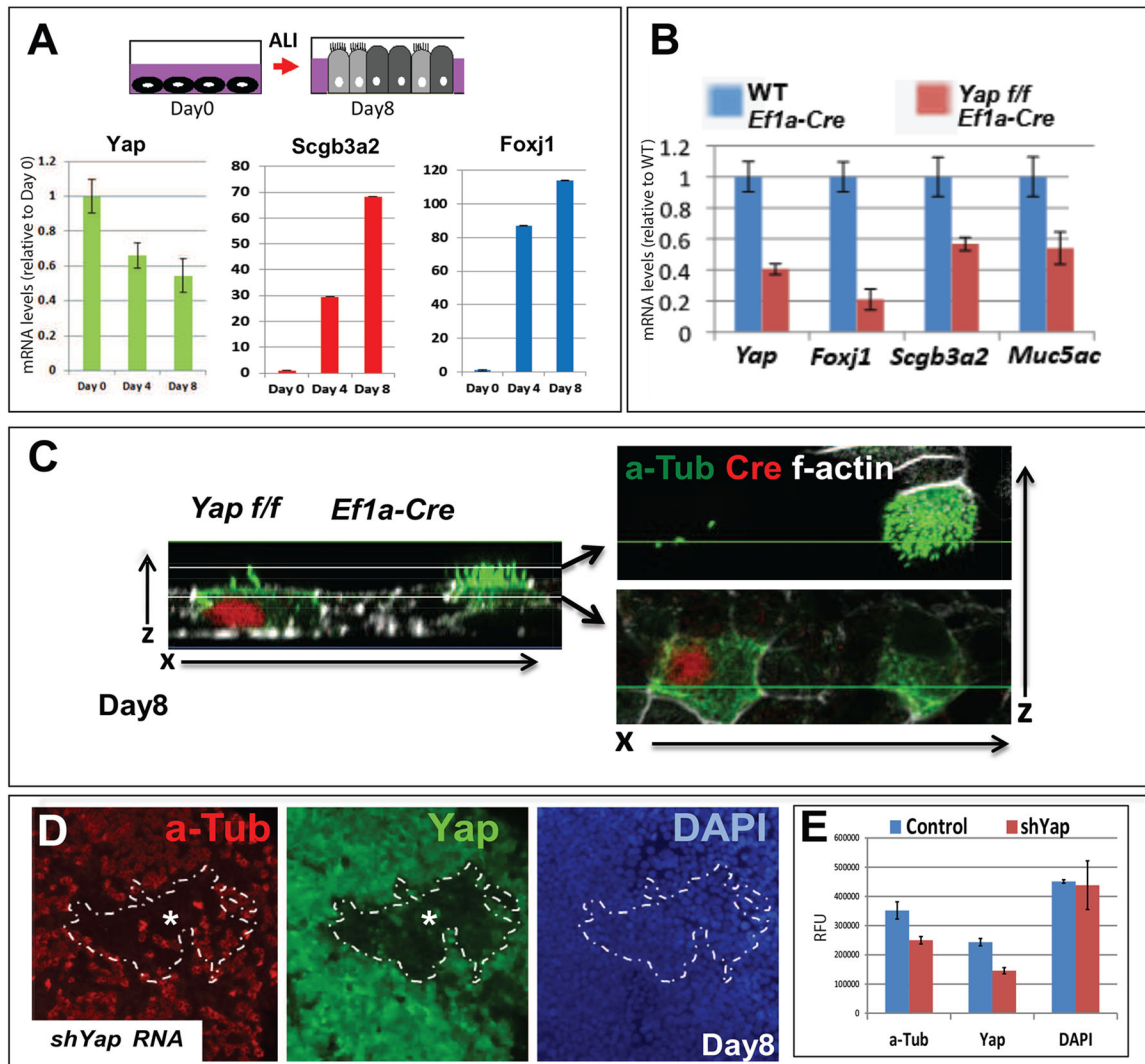 A
ALI
Day0
Day8
Yap
Scgb3a2
Foxj1
mRNA levels (relative to Day 0)
1.2
1
0.8
0.6
0.4
0.2
0
Day 0
Day 4
Day 8
80
70
60
50
40
30
20
10
0
Day 0
Day 4
Day 8
120
100
80
60
40
20
0
Day 0
Day 4
Day 8
B
WT
Ef1a-Cre
Yap f/f
Ef1a-Cre
mRNA levels (relative to WT)
1.2
1
0.8
0.6
0.4
0.2
0
Yap
Foxj1
Scgb3a2
Muc5ac
C
Yap f/f
Ef1a-Cre
z
x
Day8
a-Tub Cre f-actin
z
x
D
a-Tub
*
shYap RNA
Yap
*
DAPI
Day8
E
Control
shYap
RFU
600000
500000
400000
300000
200000
100000
0
a-Tub
Yap
DAPI